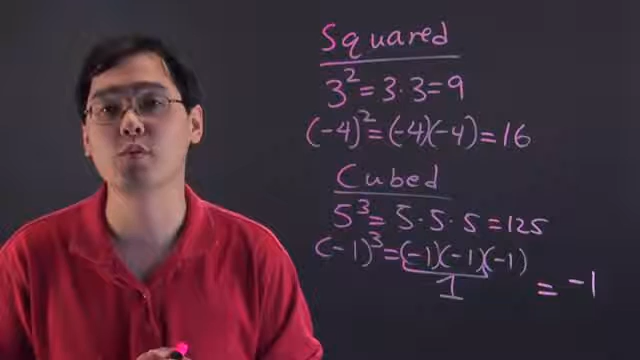 Squared
3² = 3·3 = 9
(-4)² = (-4)(-4) = 16
Cubed
5³ = 5·5·5 = 125
(-1)³ = (-1)(-1)(-1)
1 = -1